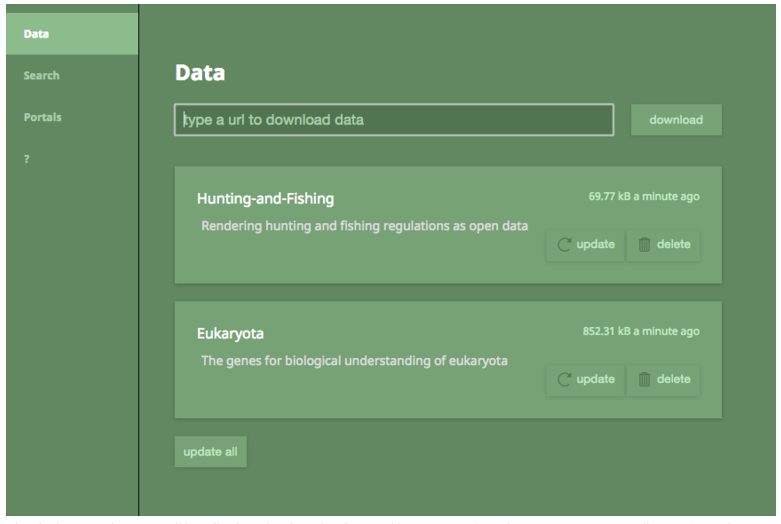 Data
Search
Portals
?
Data
type a url to download data
download
Hunting-and-Fishing
69.77 kB a minute ago
Rendering hunting and fishing regulations as open data
update
delete
Eukaryota
852.31 kB a minute ago
The genes for biological understanding of eukaryota
update
delete
update all